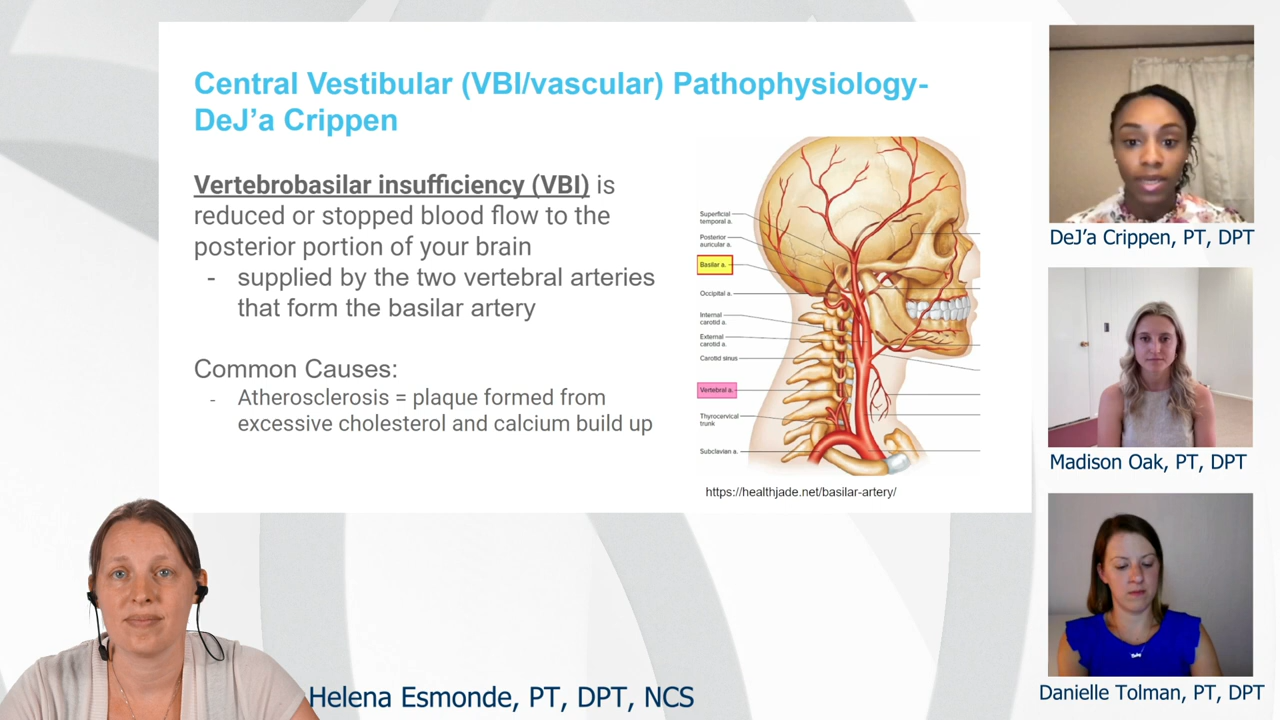 Central Vestibular (VBI/vascular) Pathophysiology-
DeJ'a Crippen
Vertebrobasilar insufficiency (VBI) is
reduced or stopped blood flow to the
posterior portion of your brain
- supplied by the two vertebral arteries
that form the basilar artery
Common Causes:
- Atherosclerosis = plaque formed from
excessive cholesterol and calcium build up
Superficial
temporal a.
Posterior
auricular a.
Basilar a.
Occipital a.
Internal
carotid a.
External
carotid a.
Carotid sinus
Vertebral a.
Thyrocervical
trunk
Subclavian a.
https://healthjade.net/basilar-artery/
DeJ'a Crippen, PT, DPT
Madison Oak, PT, DPT
Danielle Tolman, PT, DPT
Helena Esmonde, PT, DPT, NCS